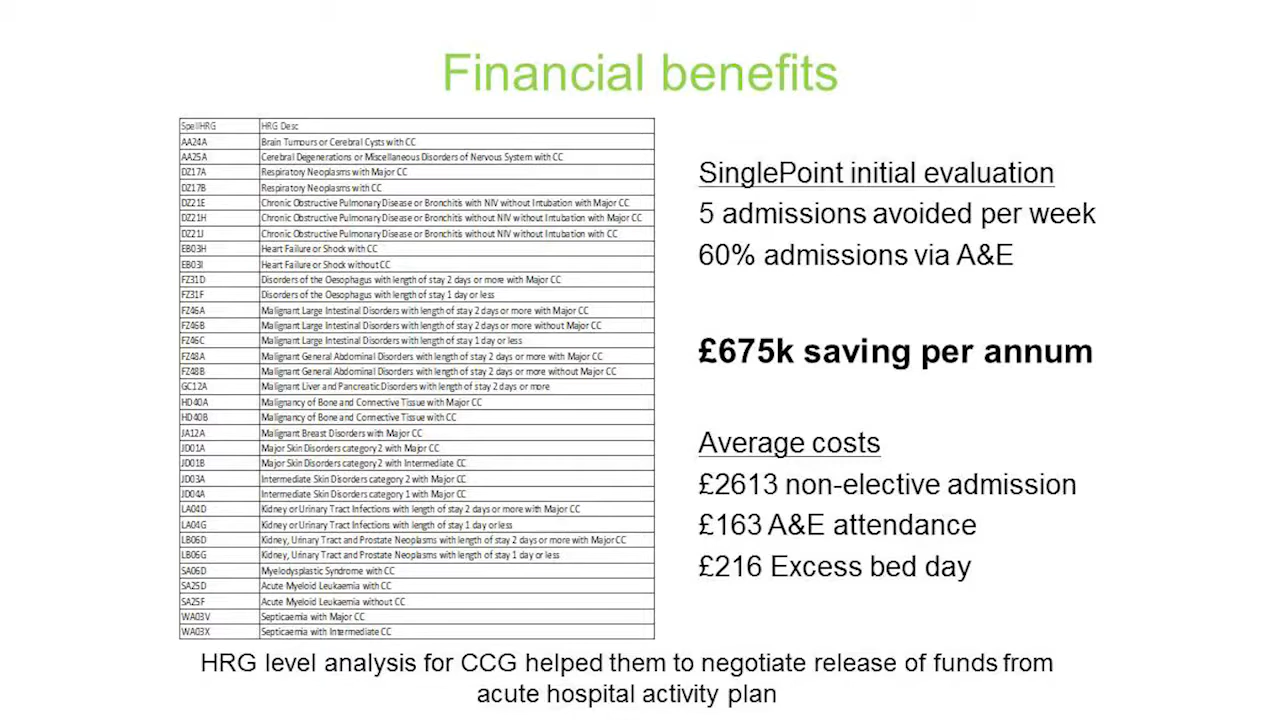 Financial benefits
SpellHRG HRG Desc
AA24A Brain Tumours or Cerebral Cysts with CC
AA25A Cerebral Degenerations or Miscellaneous Disorders of Nervous System with CC
DZ17A Respiratory Neoplasms with Major CC
DZ17B Respiratory Neoplasms with CC
DZ21E Chronic Obstructive Pulmonary Disease or Bronchitis with NIV without Intubation with Major CC
DZ21H Chronic Obstructive Pulmonary Disease or Bronchitis without NIV without Intubation with Major CC
DZ21J Chronic Obstructive Pulmonary Disease or Bronchitis without NIV without Intubation with CC
EB03H Heart Failure or Shock with CC
EB03I Heart Failure or Shock without CC
FZ31D Disorders of the Oesophagus with length of stay 2 days or more with Major CC
FZ31F Disorders of the Oesophagus with length of stay 1 day or less
FZ46A Malignant Large Intestinal Disorders with length of stay 2 days or more with Major CC
FZ46B Malignant Large Intestinal Disorders with length of stay 2 days or more without Major CC
FZ46C Malignant Large Intestinal Disorders with length of stay 1 day or less
FZ48A Malignant General Abdominal Disorders with length of stay 2 days or more with Major CC
FZ48B Malignant General Abdominal Disorders with length of stay 2 days or more without Major CC
GC12A Malignant Liver and Pancreatic Disorders with length of stay 2 days or more
HD40A Malignancy of Bone and Connective Tissue with Major CC
HD40B Malignancy of Bone and Connective Tissue with CC
JA12A Malignant Breast Disorders with Major CC
JD01A Major Skin Disorders category 2 with Major CC
JD01B Major Skin Disorders category 2 with Intermediate CC
JD03A Intermediate Skin Disorders category 2 with Major CC
JD04A Intermediate Skin Disorders category 1 with Major CC
LA04D Kidney or Urinary Tract Infections with length of stay 2 days or more with Major CC
LA04G Kidney or Urinary Tract Infections with length of stay 1 day or less
LB06D Kidney, Urinary Tract and Prostate Neoplasms with length of stay 2 days or more with Major CC
LB06G Kidney, Urinary Tract and Prostate Neoplasms with length of stay 1 day or less
SA06D Myelodysplastic Syndrome with CC
SA25D Acute Myeloid Leukaemia with CC
SA25F Acute Myeloid Leukaemia without CC
WA03V Septicaemia with Major CC
WA03X Septicaemia with Intermediate CC
SinglePoint initial evaluation
5 admissions avoided per week
60% admissions via A&E
£675k saving per annum
Average costs
£2613 non-elective admission
£163 A&E attendance
£216 Excess bed day
HRG level analysis for CCG helped them to negotiate release of funds from
acute hospital activity plan